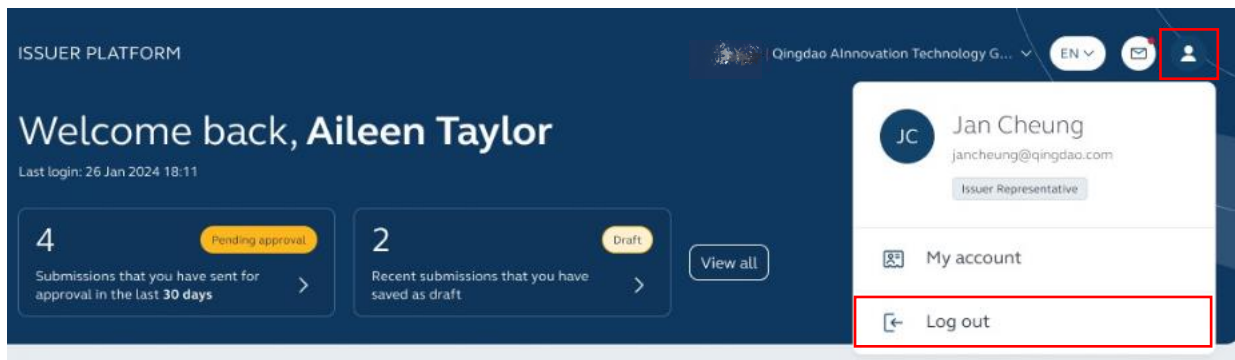 ISSUER PLATFORM
Qingdao AInnovation Technology G...
EN
Welcome back, Aileen Taylor
Last login: 26 Jan 2024 18:11
4
Pending approval
Submissions that you have sent for
approval in the last 30 days
2
Draft
Recent submissions that you have
saved as draft
View all
JC
Jan Cheung
jancheung@qingdao.com
Issuer Representative
My account
Log out